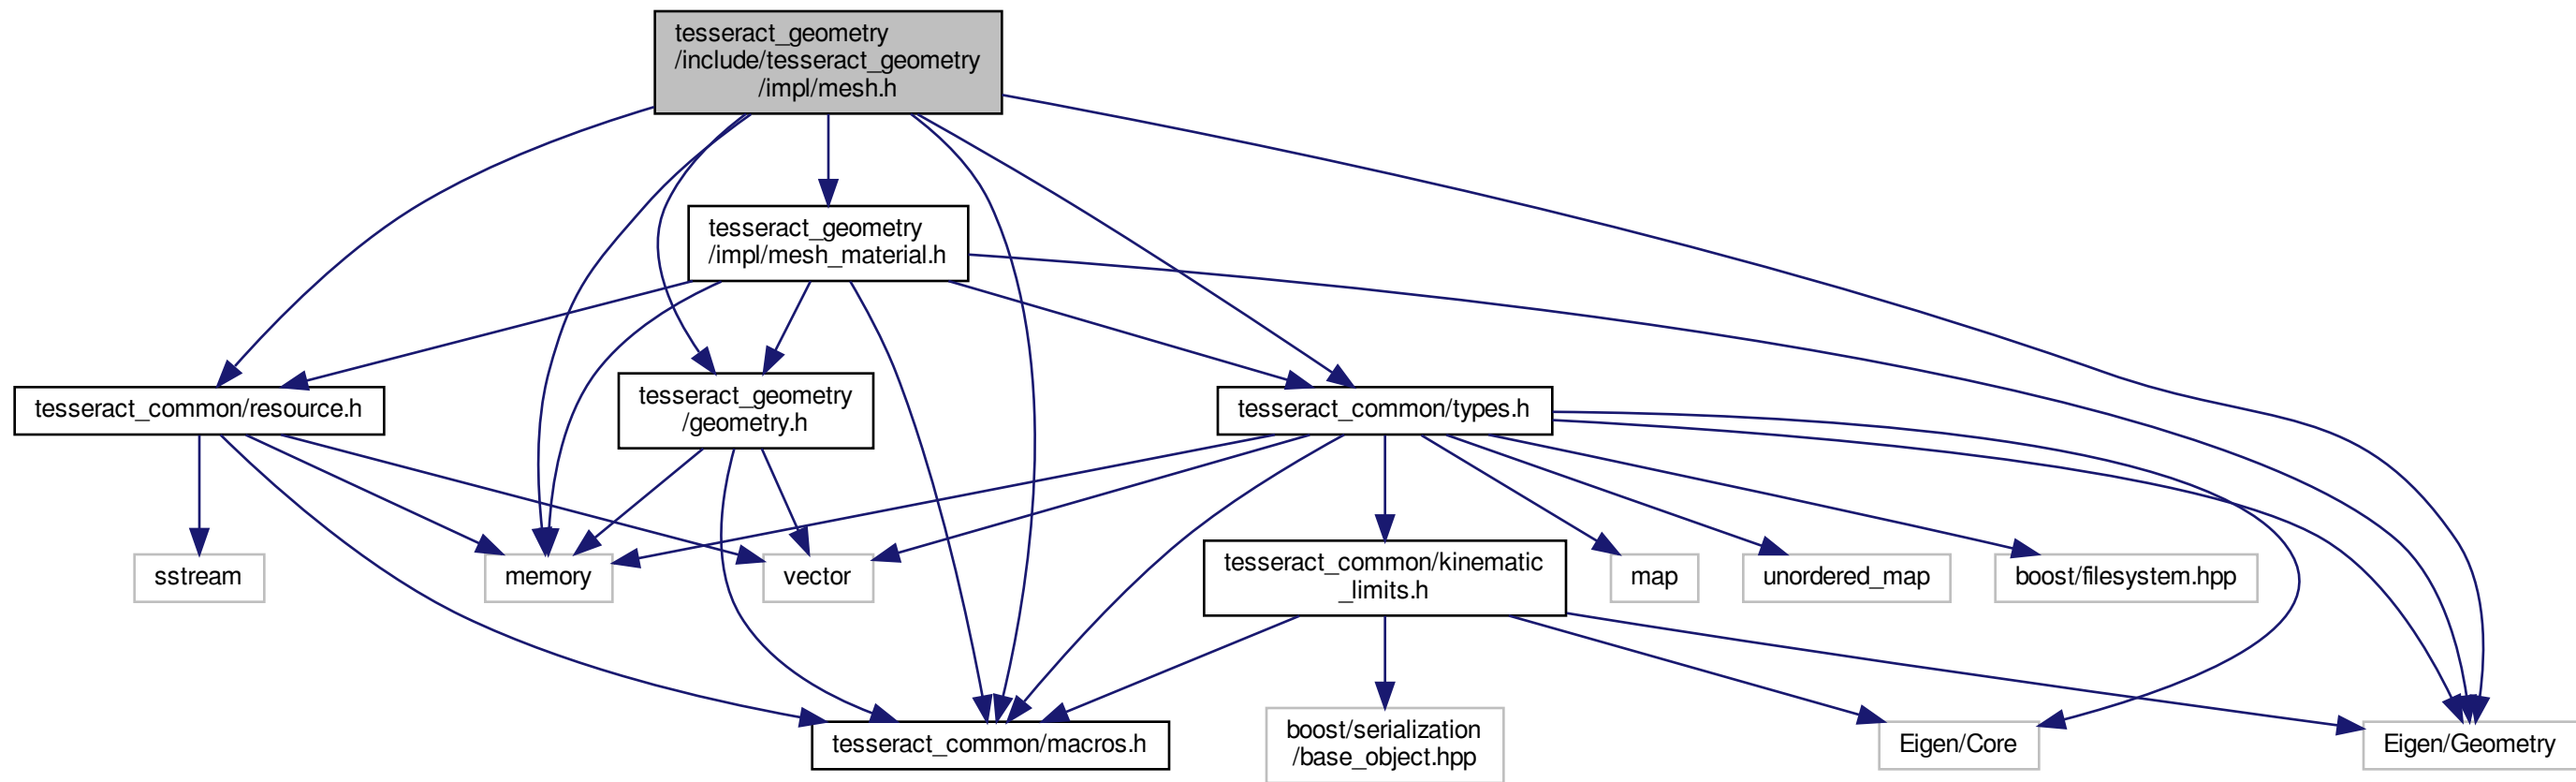 tesseract_geometry
/include/tesseract_geometry
/impl/mesh.h
tesseract_geometry
/impl/mesh_material.h
tesseract_common/resource.h
tesseract_geometry
/geometry.h
tesseract_common/types.h
sstream
memory
vector
tesseract_common/kinematic
_limits.h
map
unordered_map
boost/filesystem.hpp
tesseract_common/macros.h
boost/serialization
/base_object.hpp
Eigen/Core
Eigen/Geometry